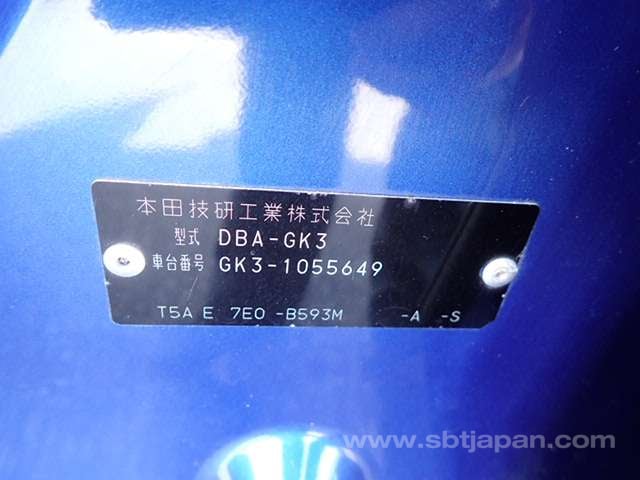 本田技研工業株式会社
型式 DBA-GK3
車台番号 GK3-1055649
T5A E 7E0 -B593M -A -S
www.sbtjapan.com